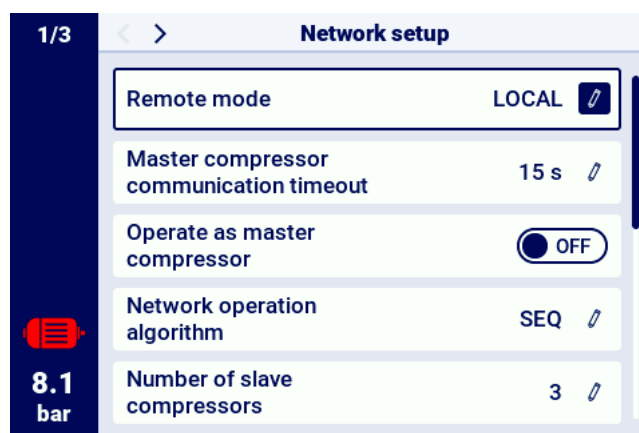 1/3
Network setup
Remote mode
LOCAL
Master compressor
communication timeout
15 s
Operate as master
compressor
OFF
Network operation
algorithm
SEQ
Number of slave
compressors
3
8.1
bar